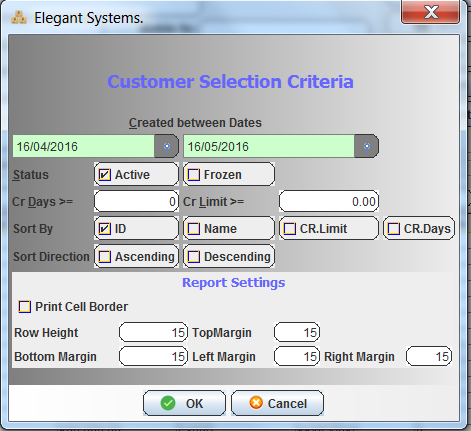 Elegant Systems.
Customer Selection Criteria
Created between Dates
16/04/2016 16/05/2016
Status Active Frozen
Cr Days >= 0 Cr Limit >= 0.00
Sort By ID Name CR.Limit CR.Days
Sort Direction Ascending Descending
Report Settings
Print Cell Border
Row Height 15 TopMargin 15
Bottom Margin 15 Left Margin 15 Right Margin 15
OK Cancel